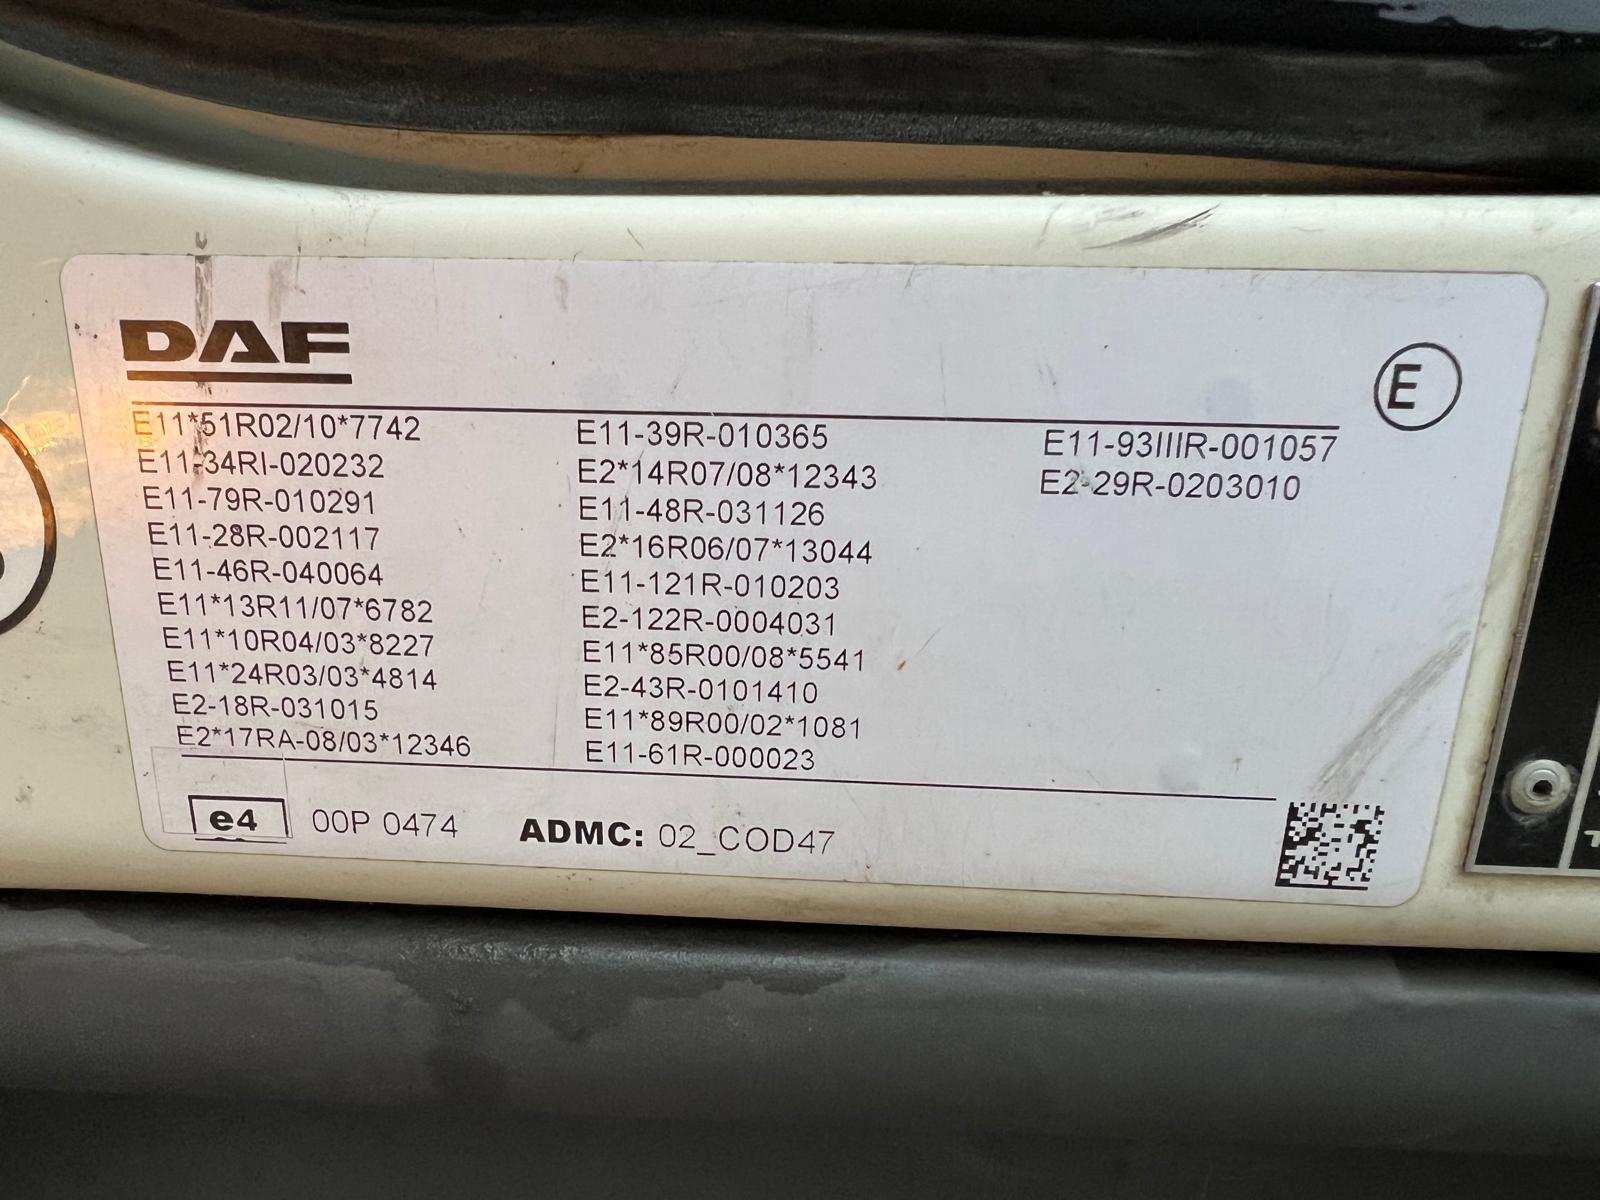 DAF
E
E11*51R02/10*7742
E11-34RI-020232
E11-79R-010291
E11-28R-002117
E11-46R-040064
E11*13R11/07*6782
E11*10R04/03*8227
E11*24R03/03*4814
E2-18R-031015
E2*17RA-08/03*12346
E11-39R-010365
E2*14R07/08*12343
E11-48R-031126
E2*16R06/07*13044
E11-121R-010203
E2-122R-0004031
E11*85R00/08*5541
E2-43R-0101410
E11*89R00/02*1081
E11-61R-000023
E11-93IIIR-001057
E2-29R-0203010
e4 00P 0474 ADMC: 02_COD47